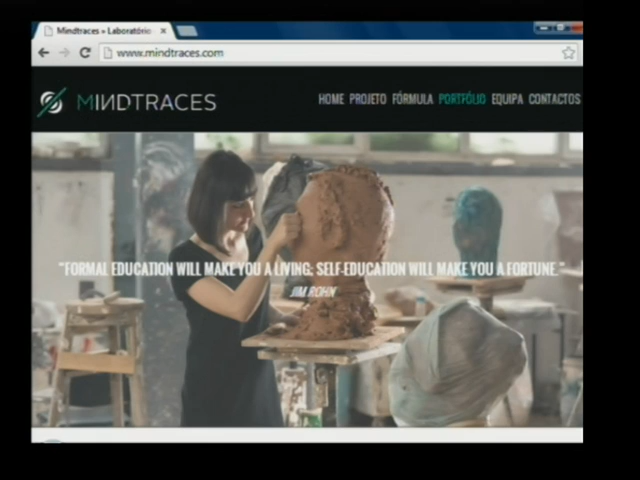 Mindtraces » Laboratório
www.mindtraces.com
MINDTRACES
HOME PROJETO FÓRMULA PORTFÓLIO EQUIPA CONTACTOS
"FORMAL EDUCATION WILL MAKE YOU A LIVING; SELF-EDUCATION WILL MAKE YOU A FORTUNE."
JIM ROHN